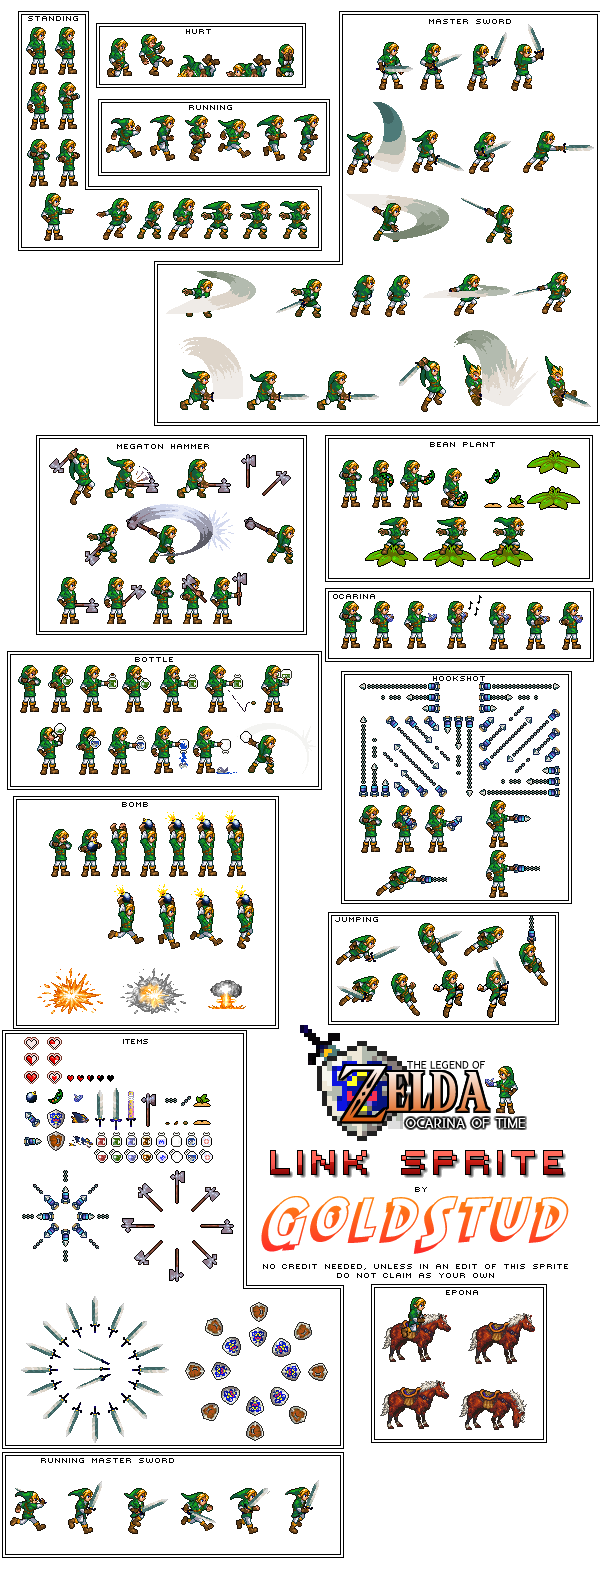 STANDING
HURT
MASTER SWORD
RUNNING
MEGATON HAMMER
BEAN PLANT
OCARINA
BOTTLE
HOOKSHOT
BOMB
JUMPING
ITEMS
THE LEGEND OF
ZELDA
OCARINA OF TIME
LINK SPRITE
BY
GOLDSTUD
NO CREDIT NEEDED, UNLESS IN AN EDIT OF THIS SPRITE
DO NOT CLAIM AS YOUR OWN
EPONA
RUNNING MASTER SWORD